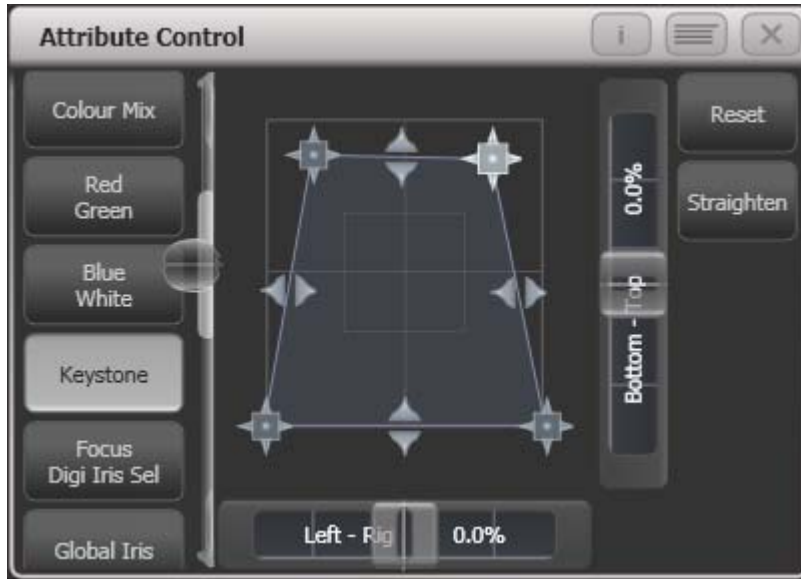 Attribute Control
i
Colour Mix
Red
Green
Blue
White
Keystone
Focus
Digi Iris Sel
Global Iris
Reset
Straighten
Bottom - Top
0.0%
Left - Rig
0.0%